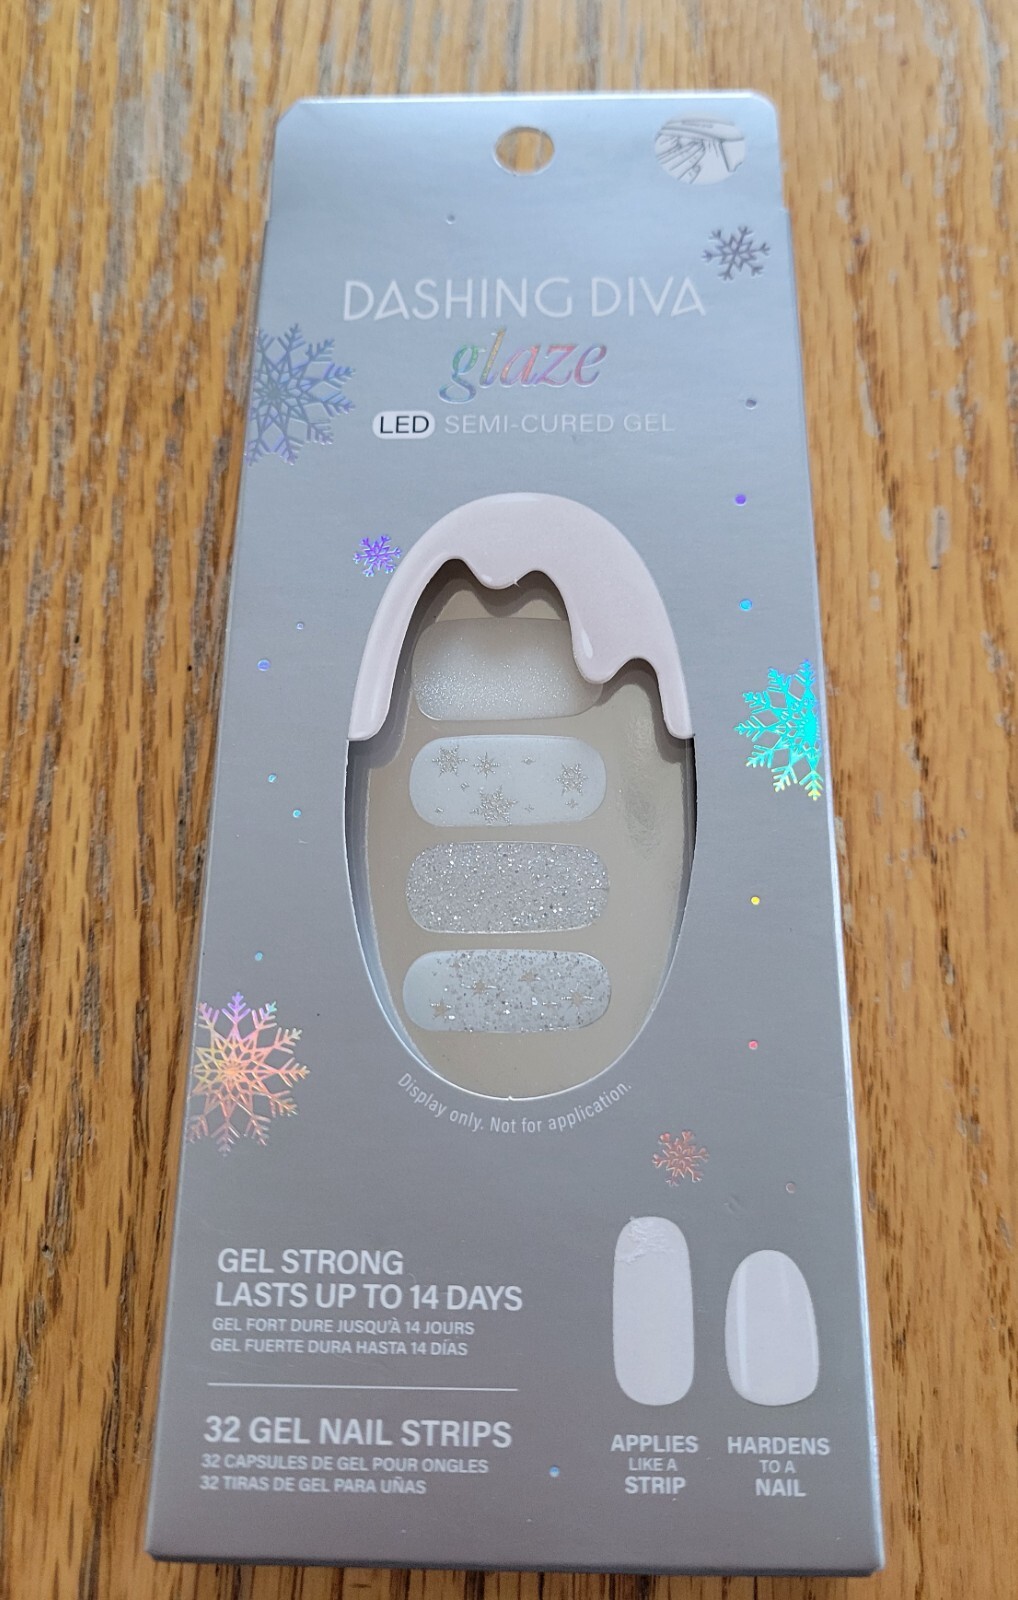 DASHING DIVA
glaze
LED SEMI-CURED GEL
Display only. Not for application.
GEL STRONG
LASTS UP TO 14 DAYS
GEL FORT DURE JUSQU'À 14 JOURS
GEL FUERTE DURA HASTA 14 DÍAS
32 GEL NAIL STRIPS
32 CAPSULES DE GEL POUR ONGLES
32 TIRAS DE GEL PARA UÑAS
APPLIES
LIKE A
STRIP
HARDENS
TO A
NAIL